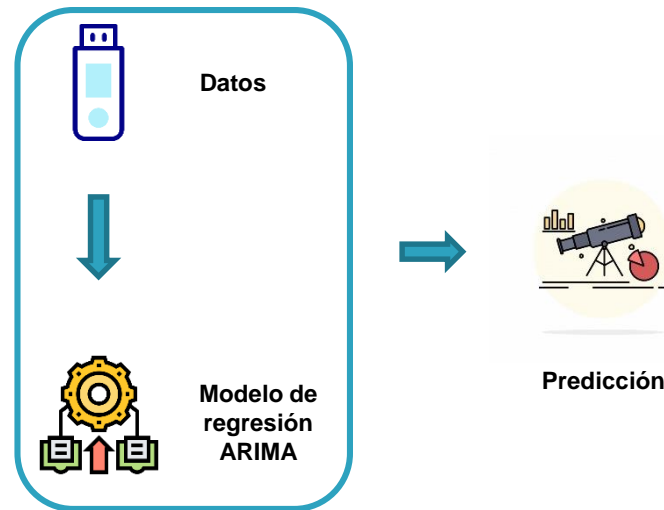 Datos
Modelo de
regresión
ARIMA
Predicción